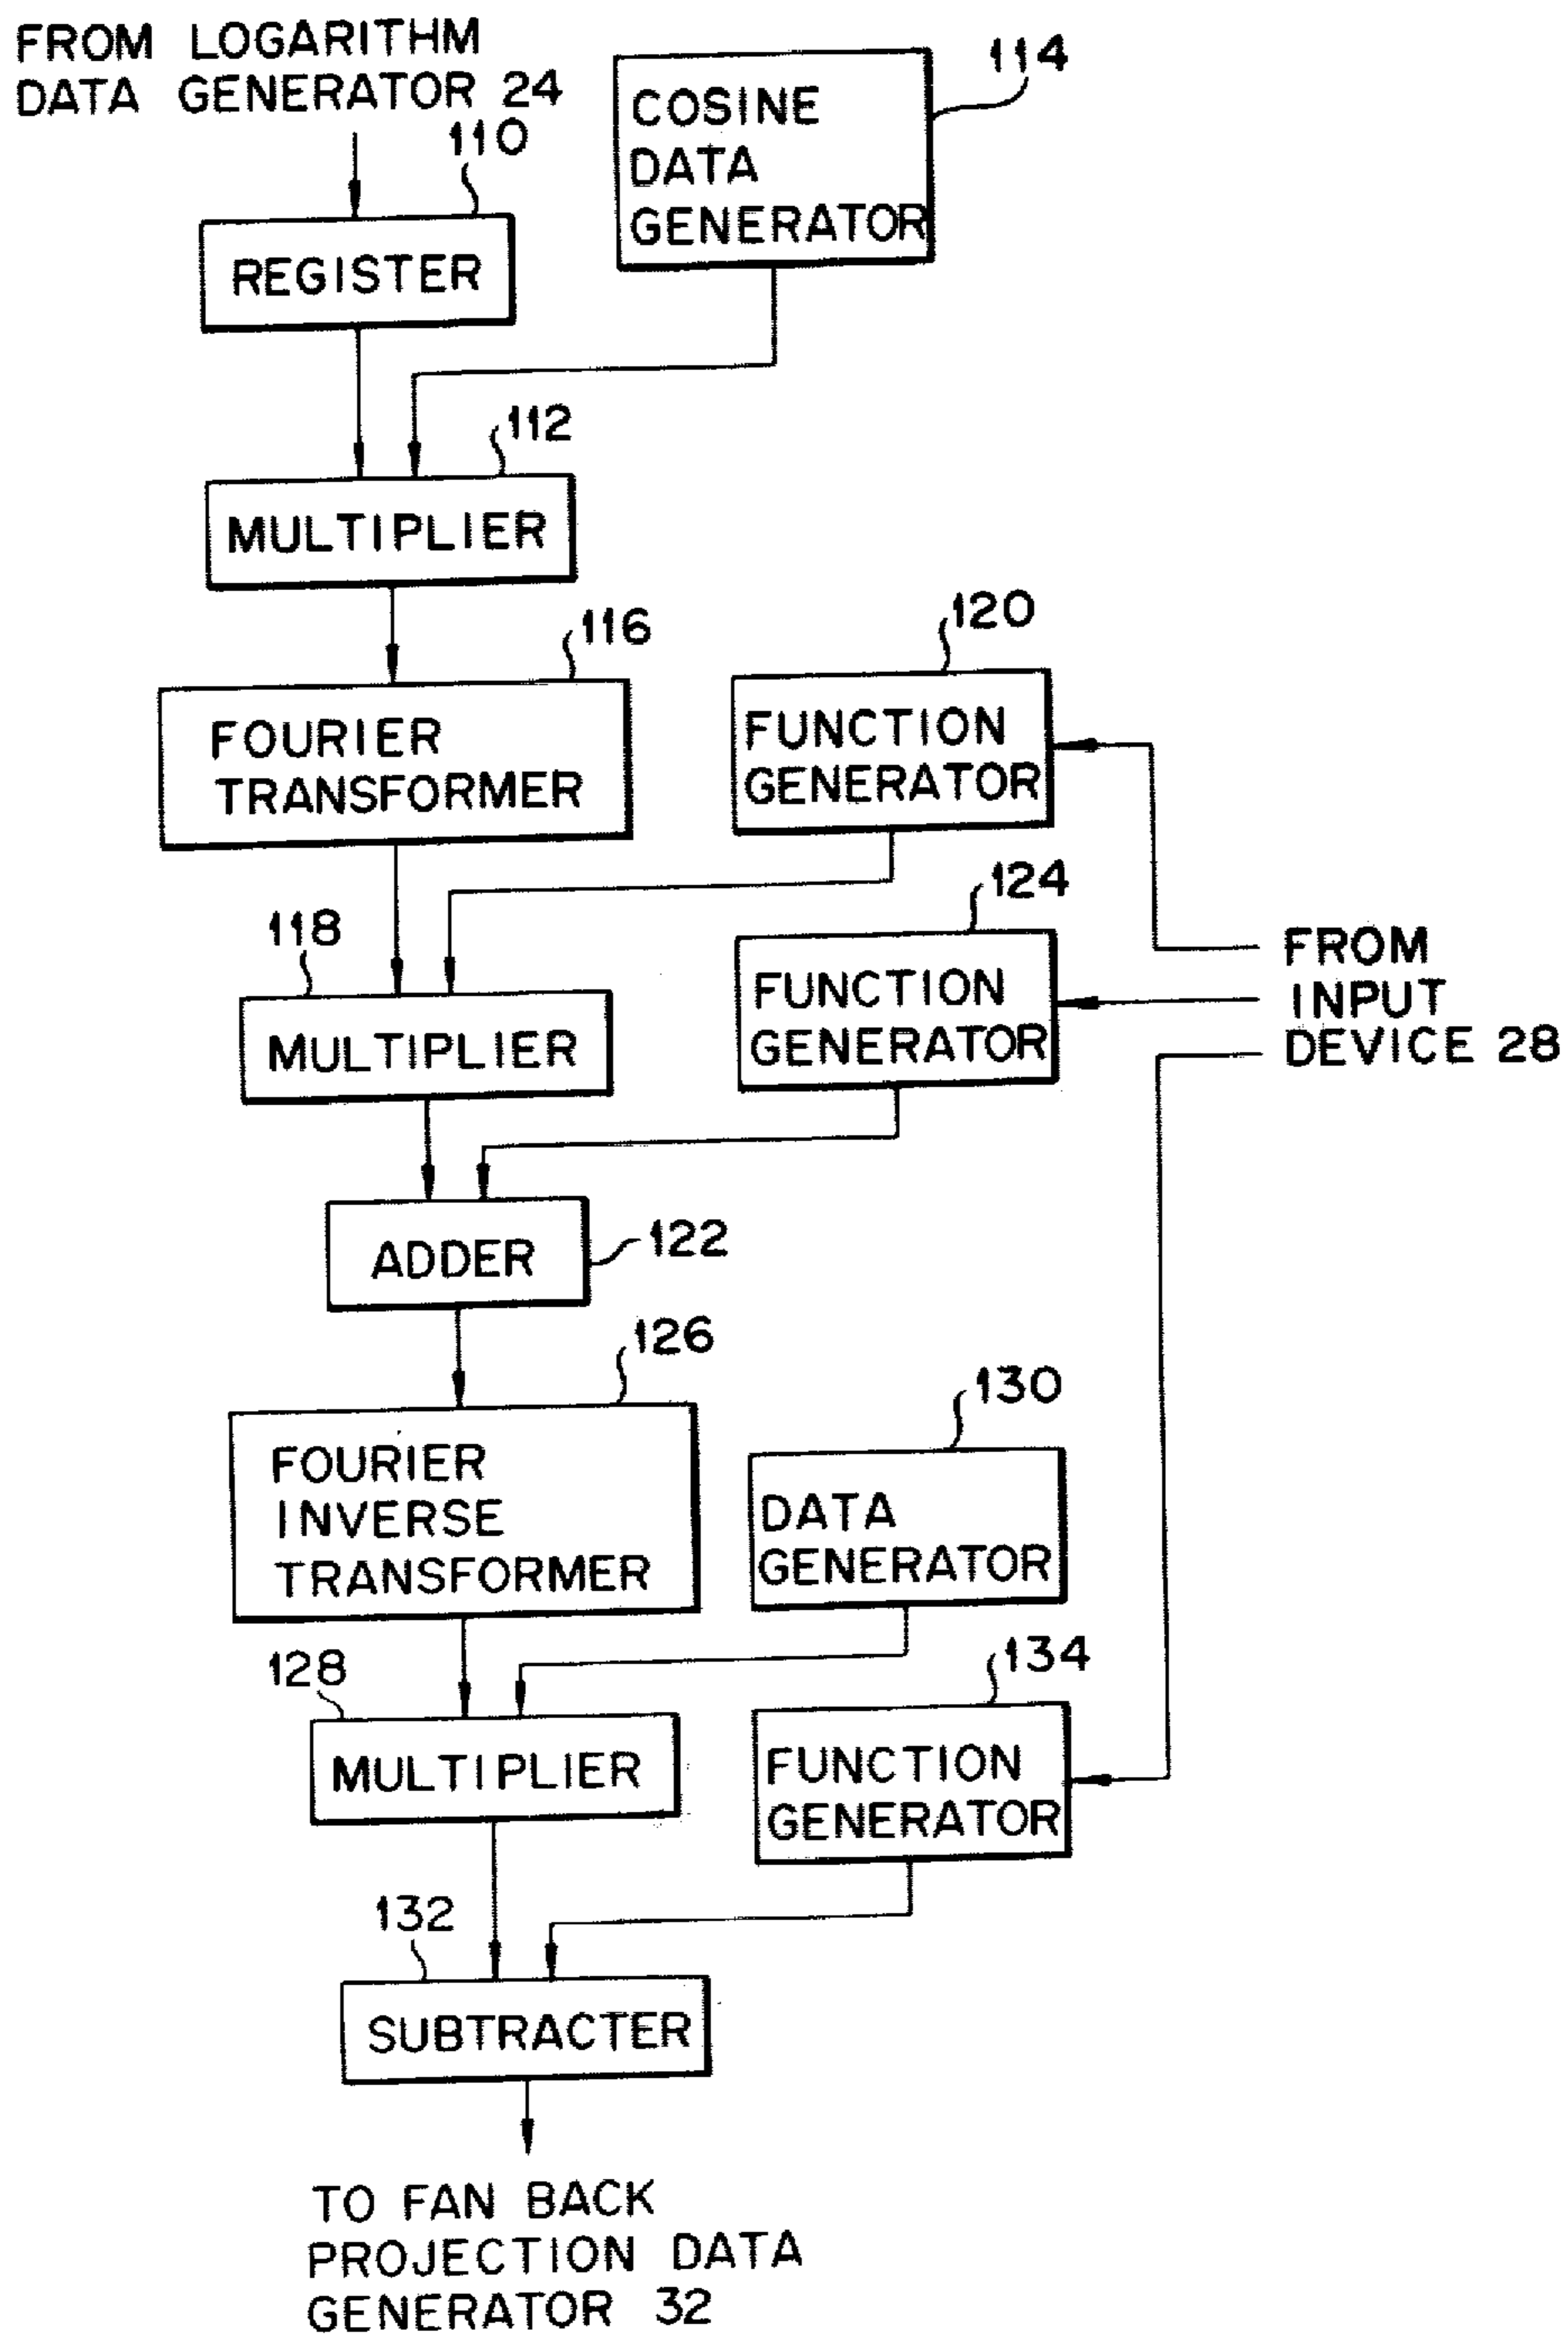 FROM LOGARITHM
DATA GENERATOR 24
110
REGISTER
114
COSINE
DATA
GENERATOR
112
MULTIPLIER
116
FOURIER
TRANSFORMER
120
FUNCTION
GENERATOR
118
MULTIPLIER
124
FUNCTION
GENERATOR
FROM
INPUT
DEVICE 28
ADDER
122
126
FOURIER
INVERSE
TRANSFORMER
130
DATA
GENERATOR
128
MULTIPLIER
134
FUNCTION
GENERATOR
132
SUBTRACTER
TO FAN BACK
PROJECTION DATA
GENERATOR 32